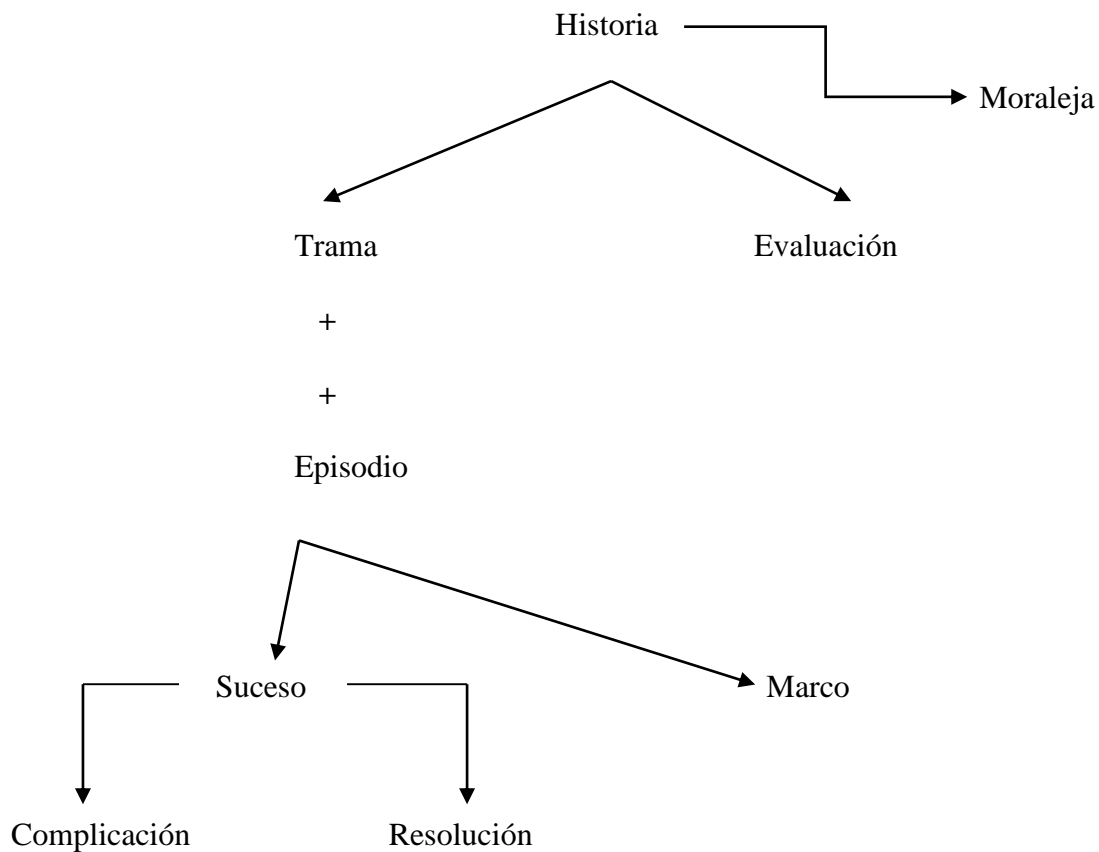 Historia
Moraleja
Trama
Evaluación
+
+
Episodio
Suceso
Marco
Complicación
Resolución